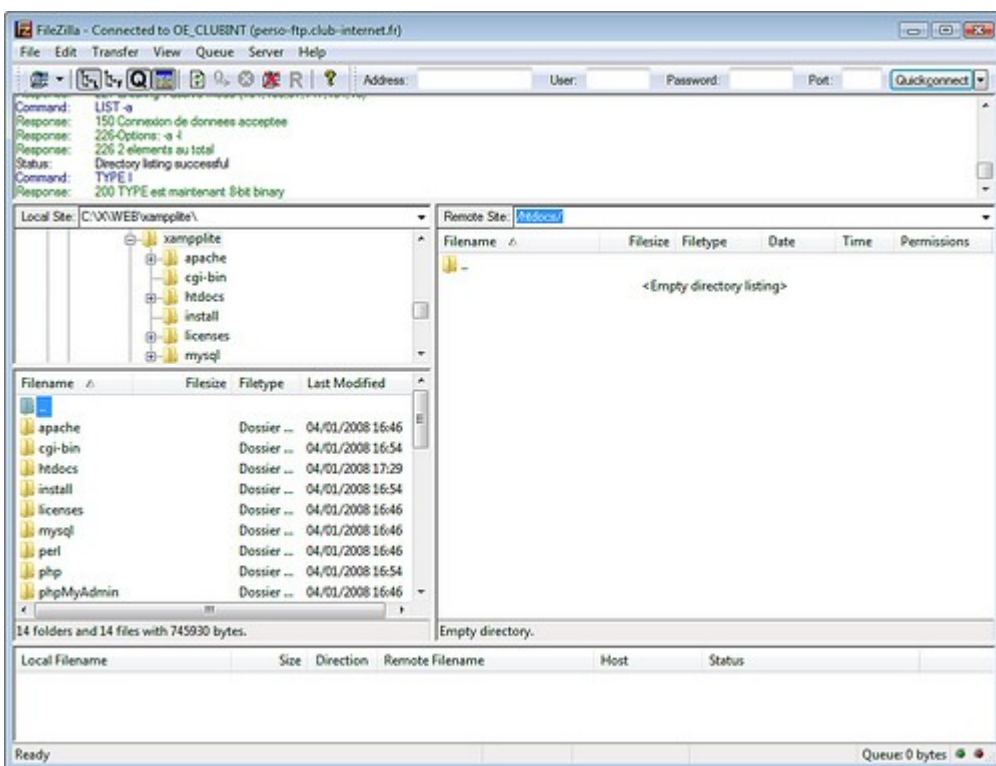 FileZilla - Connected to OE_CLUBINT (perso-ftp.club-internet.fr)
File Edit Transfer View Queue Server Help
Address: User: Password: Port: Quickconnect
Command: LIST -a
Response: 150 Connexion de donnees acceptee
Response: 226-Options: -a -l
Response: 226 2 elements au total
Status: Directory listing successful
Command: TYPE I
Response: 200 TYPE est maintenant 8-bit binary
Local Site: C:\X\WEB\xampplite\
Remote Site: /htdocs/
xampplite
apache
cgi-bin
htdocs
install
licenses
mysql
Filename Filesize Filetype Date Time Permissions
..
<Empty directory listing>
Filename Filesize Filetype Last Modified
..
apache Dossier ... 04/01/2008 16:46
cgi-bin Dossier ... 04/01/2008 16:54
htdocs Dossier ... 04/01/2008 17:29
install Dossier ... 04/01/2008 16:54
licenses Dossier ... 04/01/2008 16:46
mysql Dossier ... 04/01/2008 16:46
perl Dossier ... 04/01/2008 16:46
php Dossier ... 04/01/2008 16:54
phpMyAdmin Dossier ... 04/01/2008 16:46
14 folders and 14 files with 745930 bytes.
Empty directory.
Local Filename Size Direction Remote Filename Host Status
Ready
Queue: 0 bytes